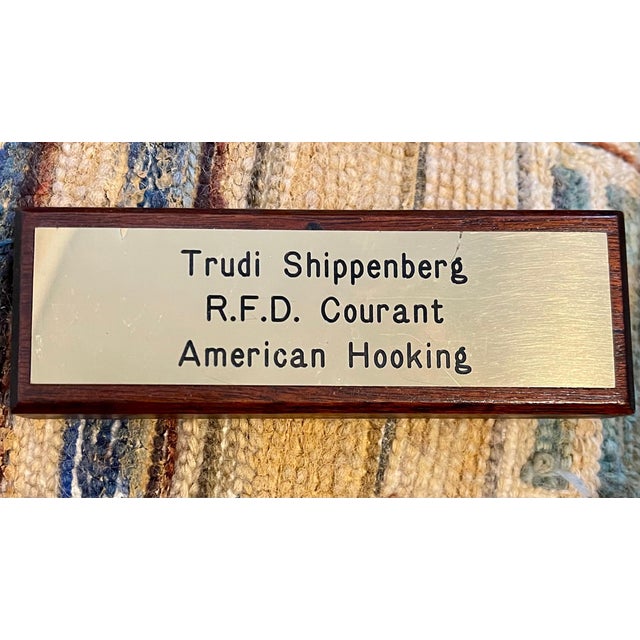 Trudi Shippenberg
R.F.D. Courant
American Hooking